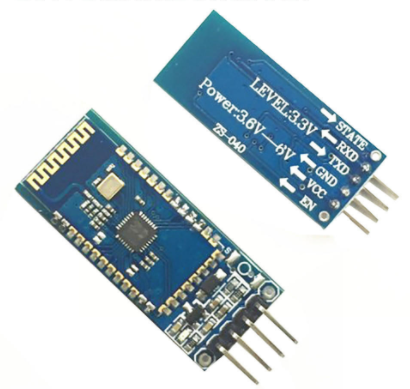 LEVEL:3.3V
Power:3.6V---6V
ZS-040
STATE
RXD
TXD
GND
VCC
EN